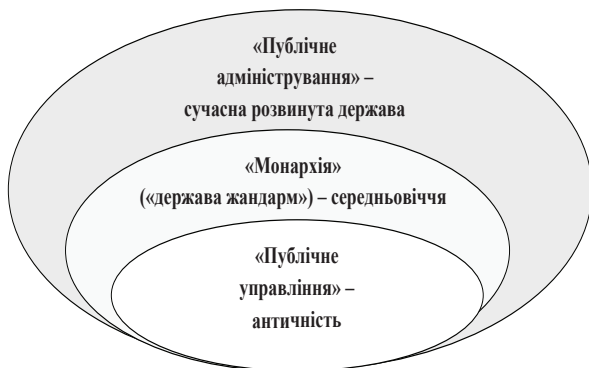 «Публічне
адміністрування» –
сучасна розвинута держава
«Монархія»
(«держава жандарм») – середньовіччя
«Публічне
управління» –
античність